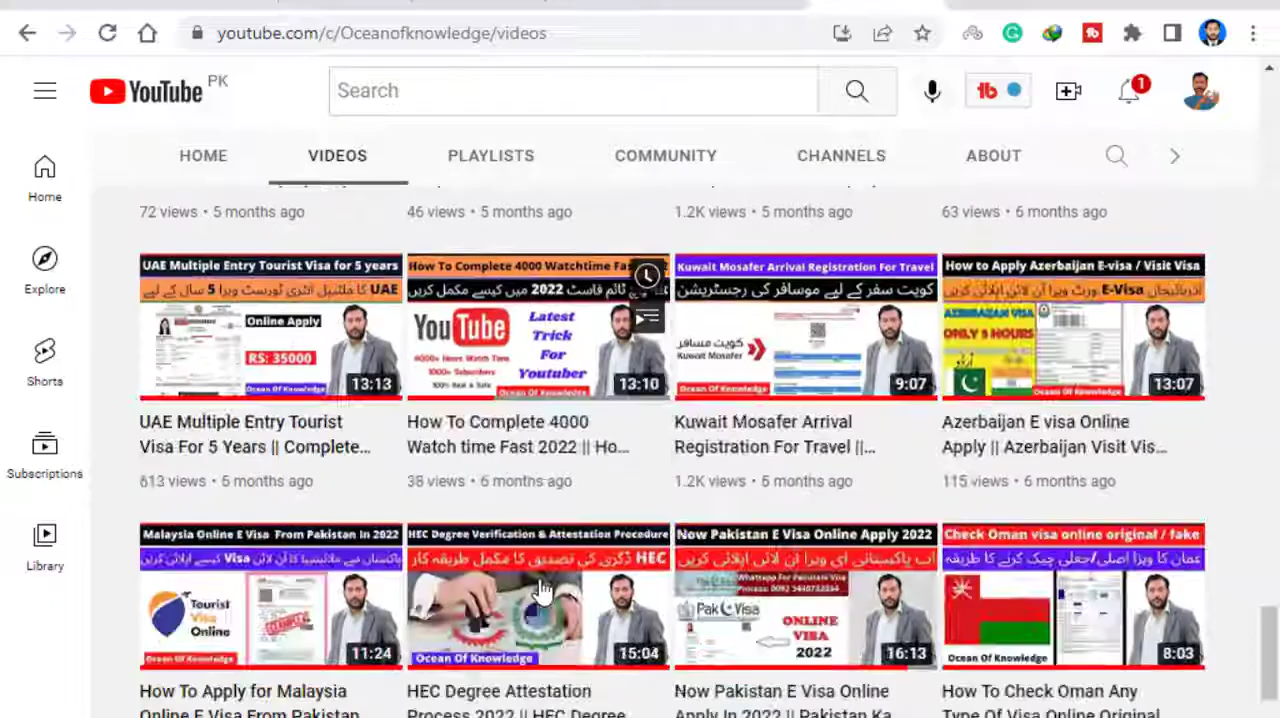 youtube.com/c/Oceanofknowledge/videos
YouTube PK
Search
1
HOME VIDEOS PLAYLISTS COMMUNITY CHANNELS ABOUT
Home
Explore
Shorts
Subscriptions
Library
72 views • 5 months ago
46 views • 5 months ago
1.2K views • 5 months ago
63 views • 6 months ago
UAE Multiple Entry Tourist Visa for 5 years
UAE کا ملٹیپل انٹری ٹورسٹ ویزا 5 سال کے لیے
Online Apply
RS: 35000
Ocean Of Knowledge
13:13
UAE Multiple Entry Tourist
Visa For 5 Years || Complete...
613 views • 5 months ago
How To Complete 4000 Watchtime
ٹائم فاسٹ 2022 میں کیسے مکمل کریں
YouTube
Latest
Trick
For
Youtuber
4000+ Hours Watch Time
1000+ Subscribers
100% Real & Safe
Ocean Of Knowledge
13:10
How To Complete 4000
Watch time Fast 2022 || Ho...
38 views • 6 months ago
Kuwait Mosafer Arrival Registration For Travel
کویت سفر کے لیے موسافر کی رجسٹریشن
كويت مسافر
Kuwait Mosafer
Ocean Of Knowledge
9:07
Kuwait Mosafer Arrival
Registration For Travel ||...
1.2K views • 5 months ago
How to Apply Azerbaijan E-visa / Visit Visa
آذربائیجان E-Visa وزٹ ویزا آن لائن اپلائی کریں
AZERBAIJAN VISA
ONLY 3 HOURS
Ocean Of Knowledge
13:07
Azerbaijan E visa Online
Apply || Azerbaijan Visit Vis...
115 views • 6 months ago
Malaysia Online E Visa From Pakistan In 2022
پاکستان سے ملائیشیا کا آن لائن Visa کیسے اپلائی کریں
Tourist
Visa
Online
Ocean Of Knowledge
11:24
How To Apply for Malaysia
Online E Visa From Pakistan
HEC Degree Verification & Attestation Procedure
HEC ڈگری کی تصدیق کا مکمل طریقہ کار
Ocean Of Knowledge
15:04
HEC Degree Attestation
Process 2022 || HEC Degree
Now Pakistan E Visa Online Apply 2022
اب پاکستانی ای ویزا آن لائن اپلائی کریں
Pak Visa
ONLINE
VISA
2022
16:13
Now Pakistan E Visa Online
Apply In 2022 || Pakistan Ka
Check Oman visa online original / fake
عمان کا ویزا اصلی/جعلی چیک کرنے کا طریقہ
Ocean Of Knowledge
8:03
How To Check Oman Any
Type Of Visa Online Original